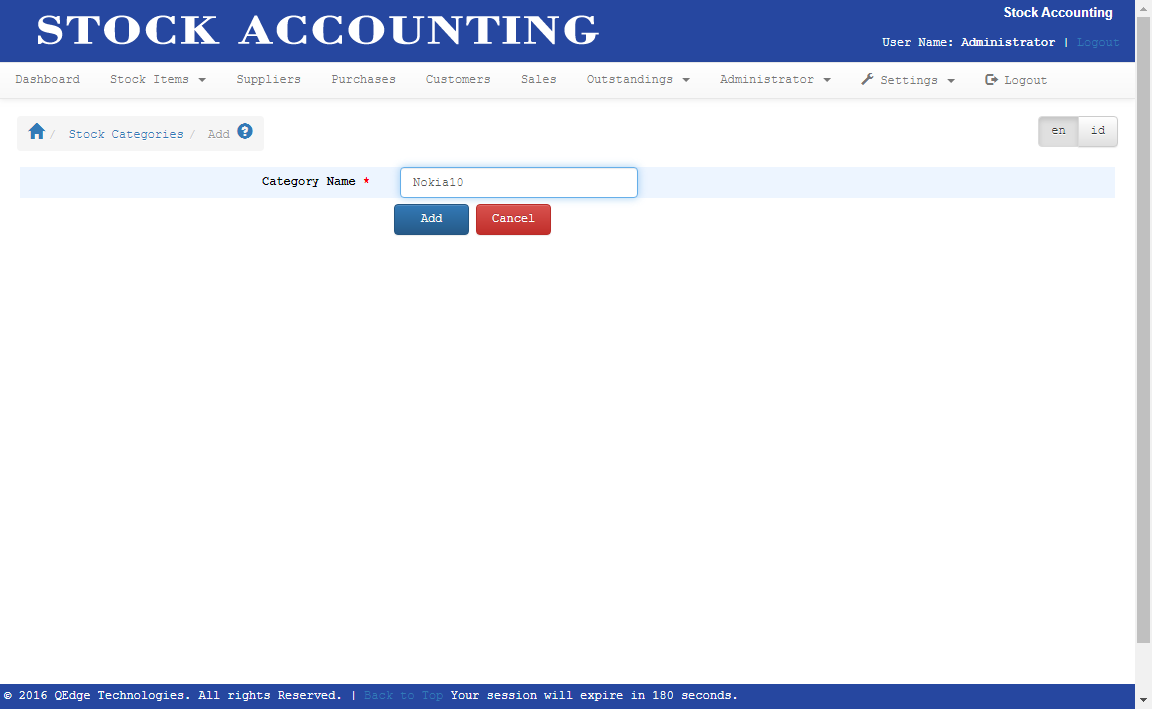 STOCK ACCOUNTING
Stock Accounting
User Name: Administrator | Logout
Dashboard Stock Items Suppliers Purchases Customers Sales Outstandings Administrator Settings Logout
/ Stock Categories / Add ?
en id
Category Name * Nokia10
Add Cancel
© 2016 QEdge Technologies. All rights Reserved. | Back to Top Your session will expire in 180 seconds.